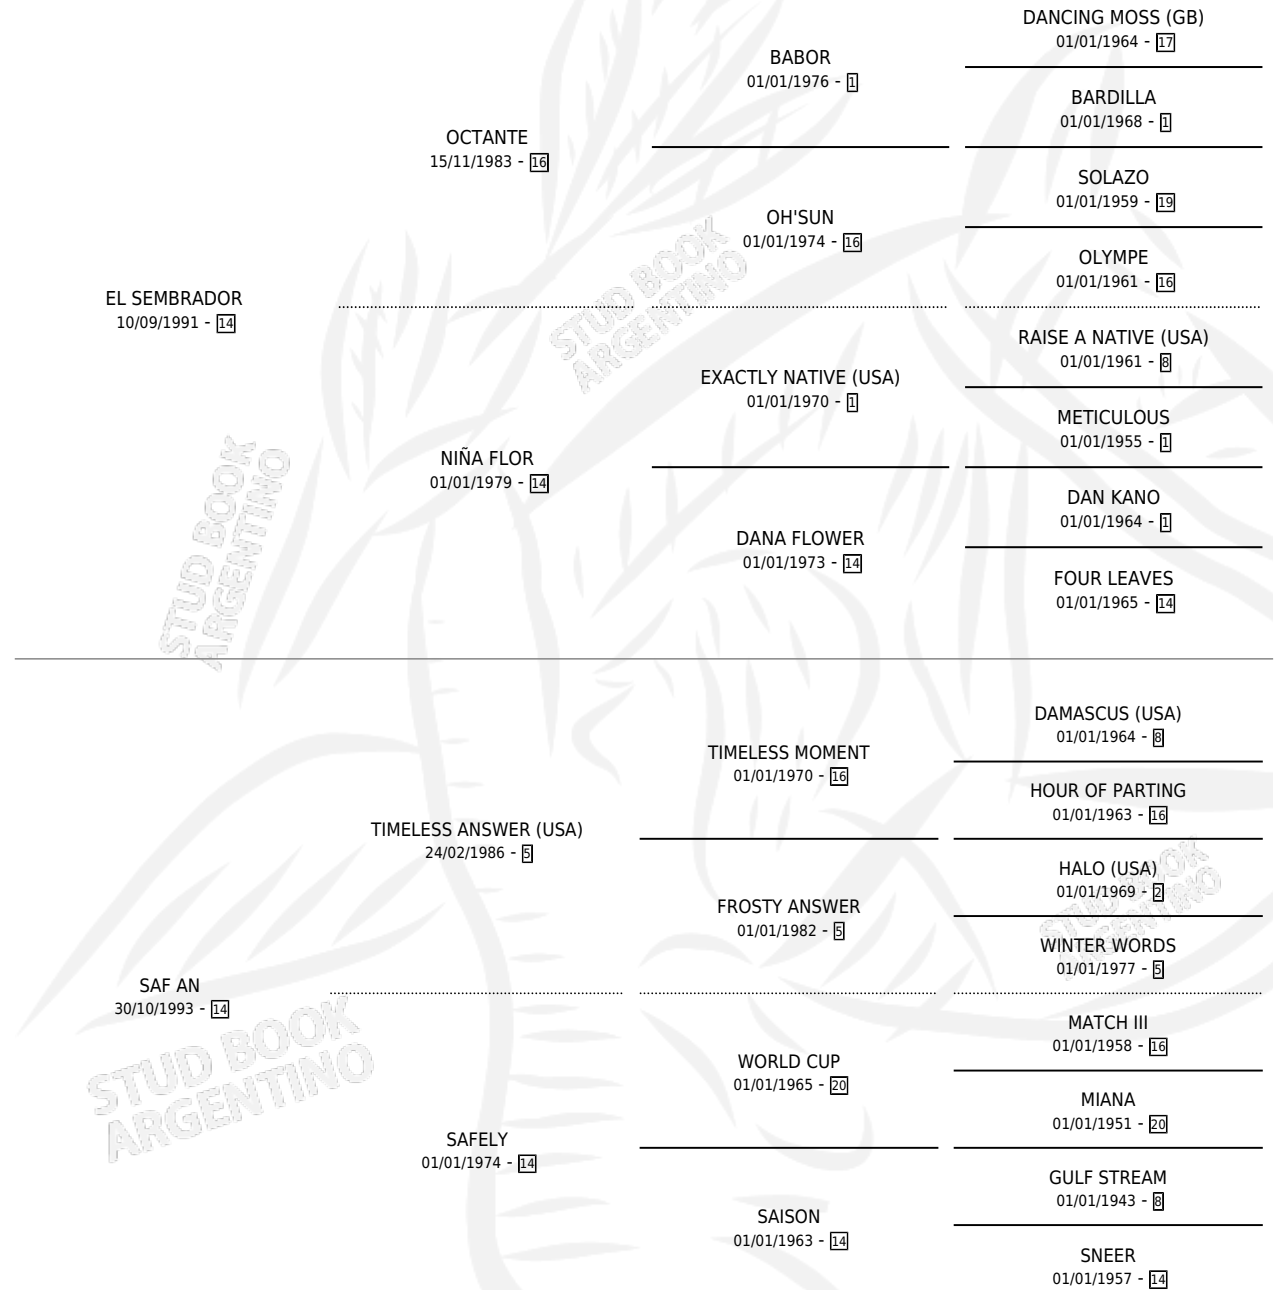 DANCING MOSS (GB)
01/01/1964 - 17
BABOR
01/01/1976 - 1
BARDILLA
01/01/1968 - 1
OCTANTE
15/11/1983 - 16
SOLAZO
01/01/1959 - 19
OH'SUN
01/01/1974 - 16
OLYMPE
01/01/1961 - 16
EL SEMBRADOR
10/09/1991 - 14
RAISE A NATIVE (USA)
01/01/1961 - 8
EXACTLY NATIVE (USA)
01/01/1970 - 1
METICULOUS
01/01/1955 - 1
NIÑA FLOR
01/01/1979 - 14
DAN KANO
01/01/1964 - 1
DANA FLOWER
01/01/1973 - 14
FOUR LEAVES
01/01/1965 - 14
STUD BOOK
ARGENTINO
STUD BOOK
ARGENTINO
DAMASCUS (USA)
01/01/1964 - 8
TIMELESS MOMENT
01/01/1970 - 16
HOUR OF PARTING
01/01/1963 - 16
TIMELESS ANSWER (USA)
24/02/1986 - 5
HALO (USA)
01/01/1969 - 2
FROSTY ANSWER
01/01/1982 - 5
WINTER WORDS
01/01/1977 - 5
SAF AN
30/10/1993 - 14
MATCH III
01/01/1958 - 16
WORLD CUP
01/01/1965 - 20
MIANA
01/01/1951 - 20
SAFELY
01/01/1974 - 14
GULF STREAM
01/01/1943 - 8
SAISON
01/01/1963 - 14
SNEER
01/01/1957 - 14
STUD BOOK
ARGENTINO
STUD BOOK
ARGENTINO